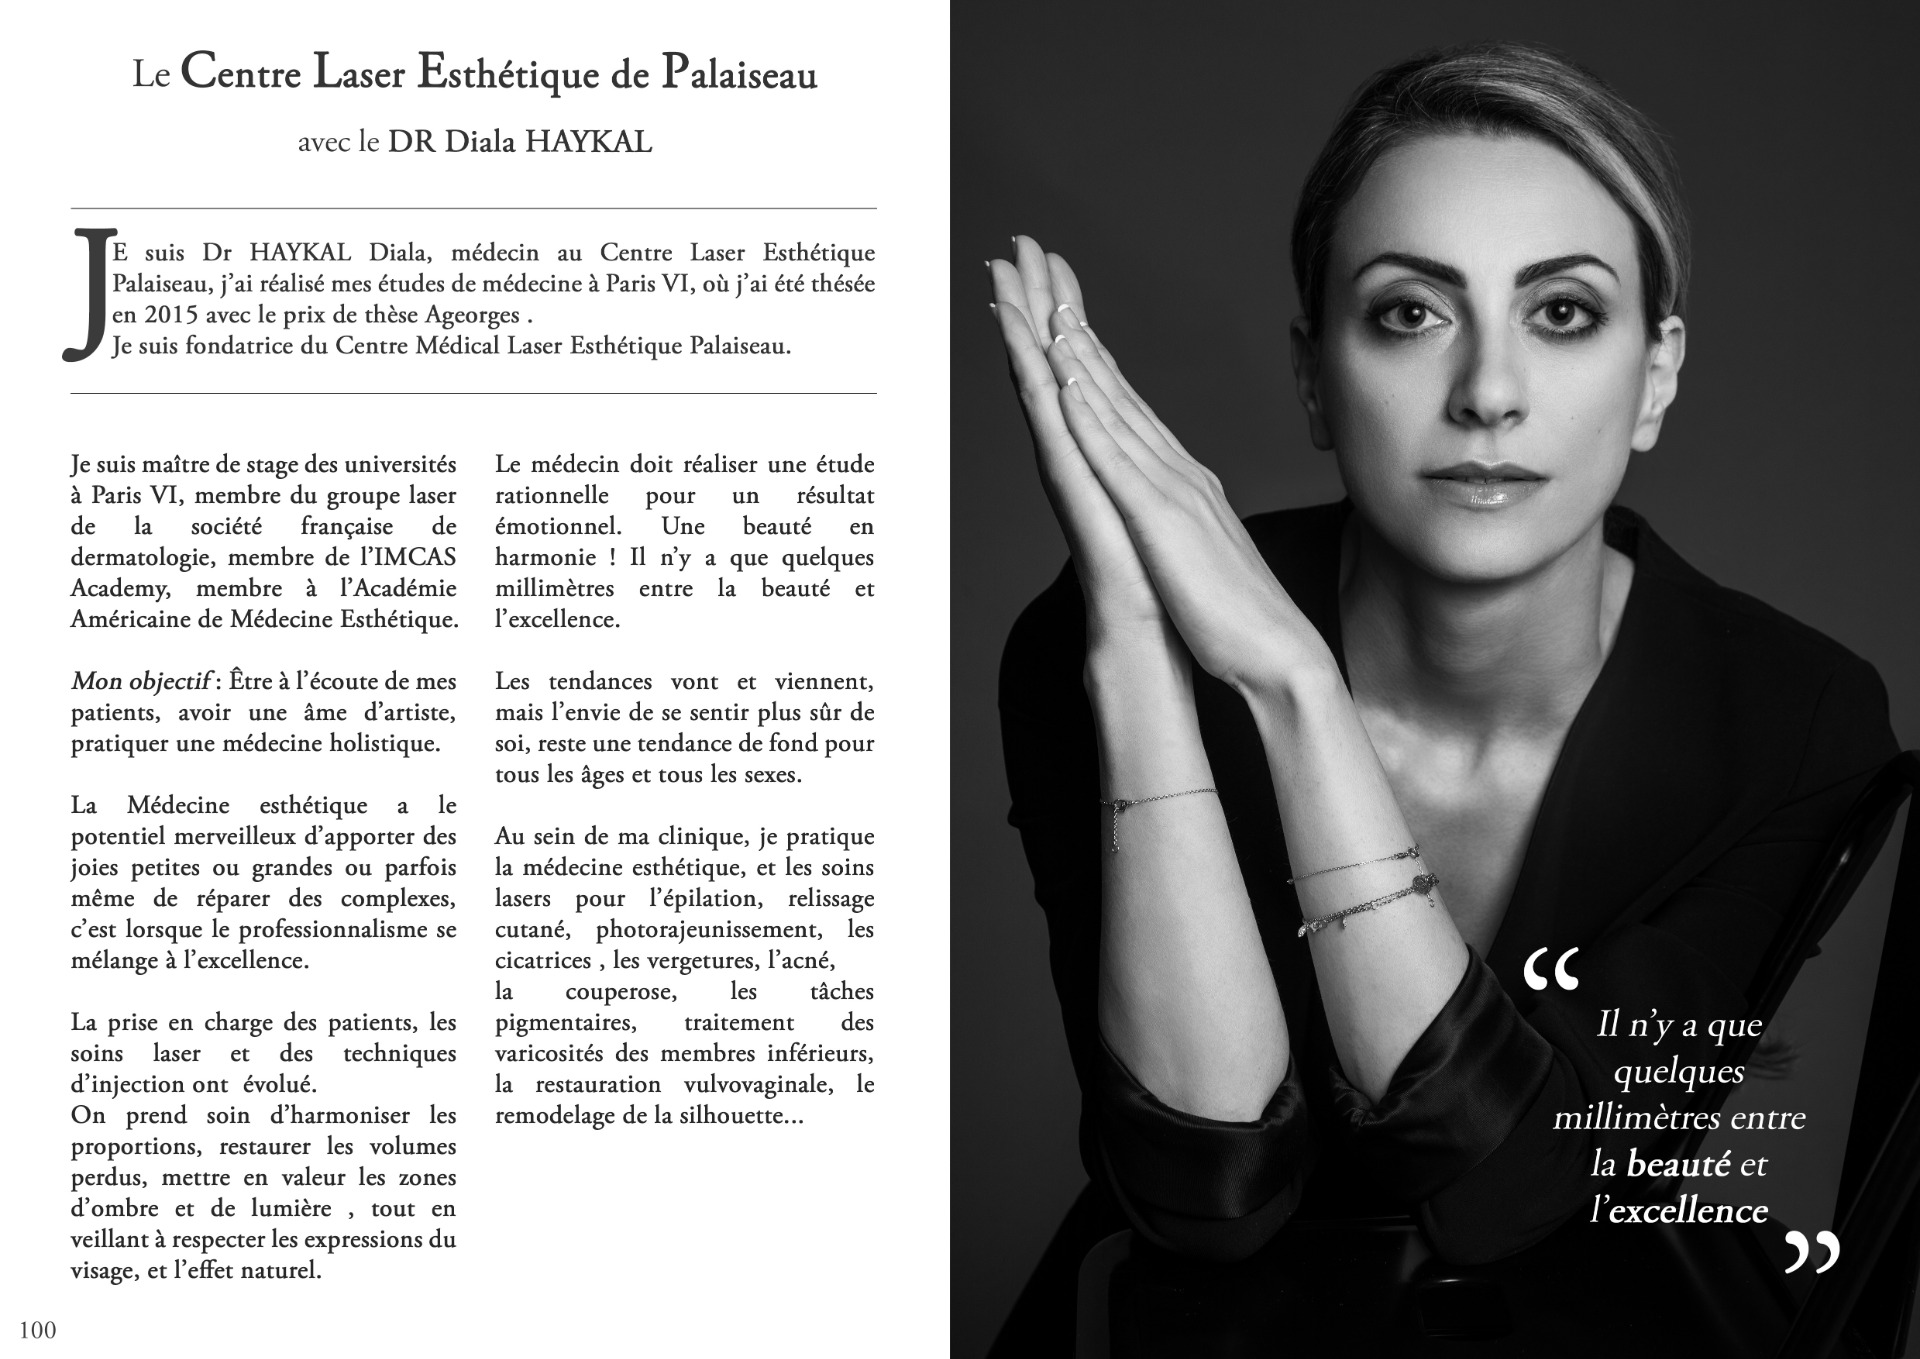 Le Centre Laser Esthétique de Palaiseau
avec le DR Diala HAYKAL
JE suis Dr HAYKAL Diala, médecin au Centre Laser Esthétique
Palaiseau, j’ai réalisé mes études de médecine à Paris VI, où j’ai été thésée
en 2015 avec le prix de thèse Ageorges .
Je suis fondatrice du Centre Médical Laser Esthétique Palaiseau.
Je suis maître de stage des universités
à Paris VI, membre du groupe laser
de la société française de
dermatologie, membre de l’IMCAS
Academy, membre à l’Académie
Américaine de Médecine Esthétique.
Mon objectif : Être à l’écoute de mes
patients, avoir une âme d’artiste,
pratiquer une médecine holistique.
La Médecine esthétique a le
potentiel merveilleux d’apporter des
joies petites ou grandes ou parfois
même de réparer des complexes,
c’est lorsque le professionnalisme se
mélange à l’excellence.
La prise en charge des patients, les
soins laser et des techniques
d’injection ont évolué.
On prend soin d’harmoniser les
proportions, restaurer les volumes
perdus, mettre en valeur les zones
d’ombre et de lumière , tout en
veillant à respecter les expressions du
visage, et l’effet naturel.
Le médecin doit réaliser une étude
rationnelle pour un résultat
émotionnel. Une beauté en
harmonie ! Il n’y a que quelques
millimètres entre la beauté et
l’excellence.
Les tendances vont et viennent,
mais l’envie de se sentir plus sûr de
soi, reste une tendance de fond pour
tous les âges et tous les sexes.
Au sein de ma clinique, je pratique
la médecine esthétique, et les soins
lasers pour l’épilation, relissage
cutané, photorajeunissement, les
cicatrices , les vergetures, l’acné,
la couperose, les tâches
pigmentaires, traitement des
varicosités des membres inférieurs,
la restauration vulvovaginale, le
remodelage de la silhouette...
100
“
Il n’y a que
quelques
millimètres entre
la beauté et
l’excellence
”